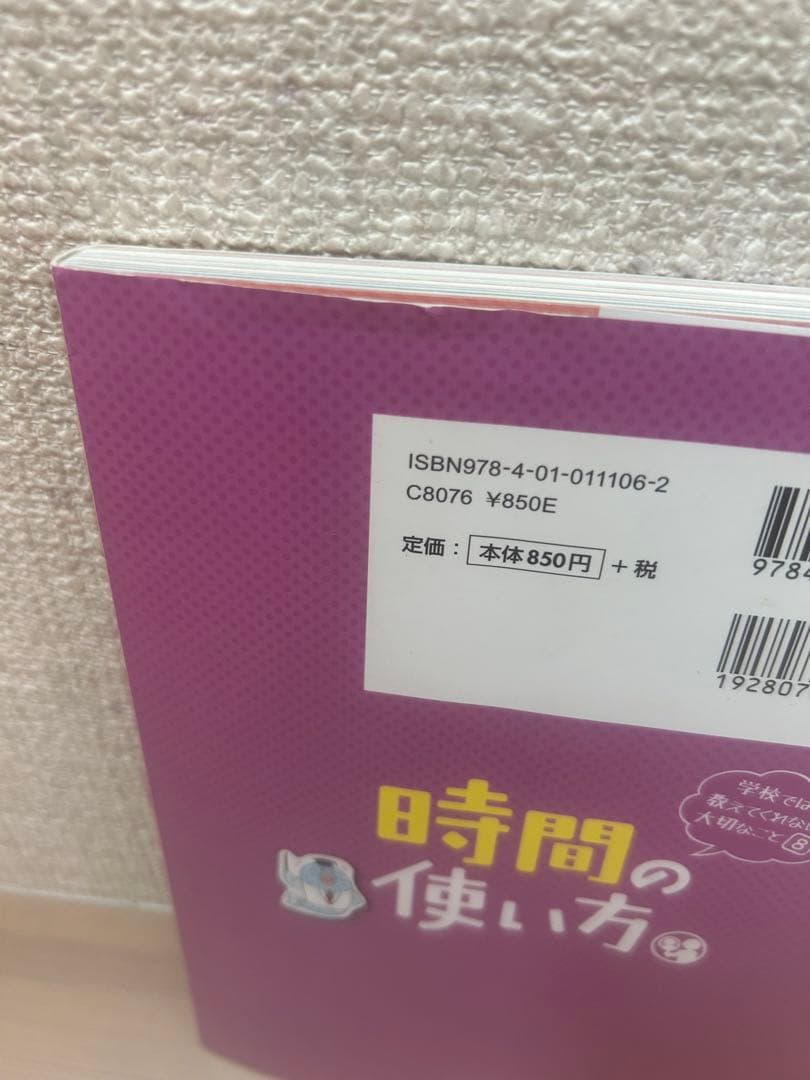 ISBN978-4-01-011106-2
C8076 ¥850E
定価： 本体850円 ＋税
9784
192807
学校では
教えてくれない
大切なこと 8
時間の
使い方